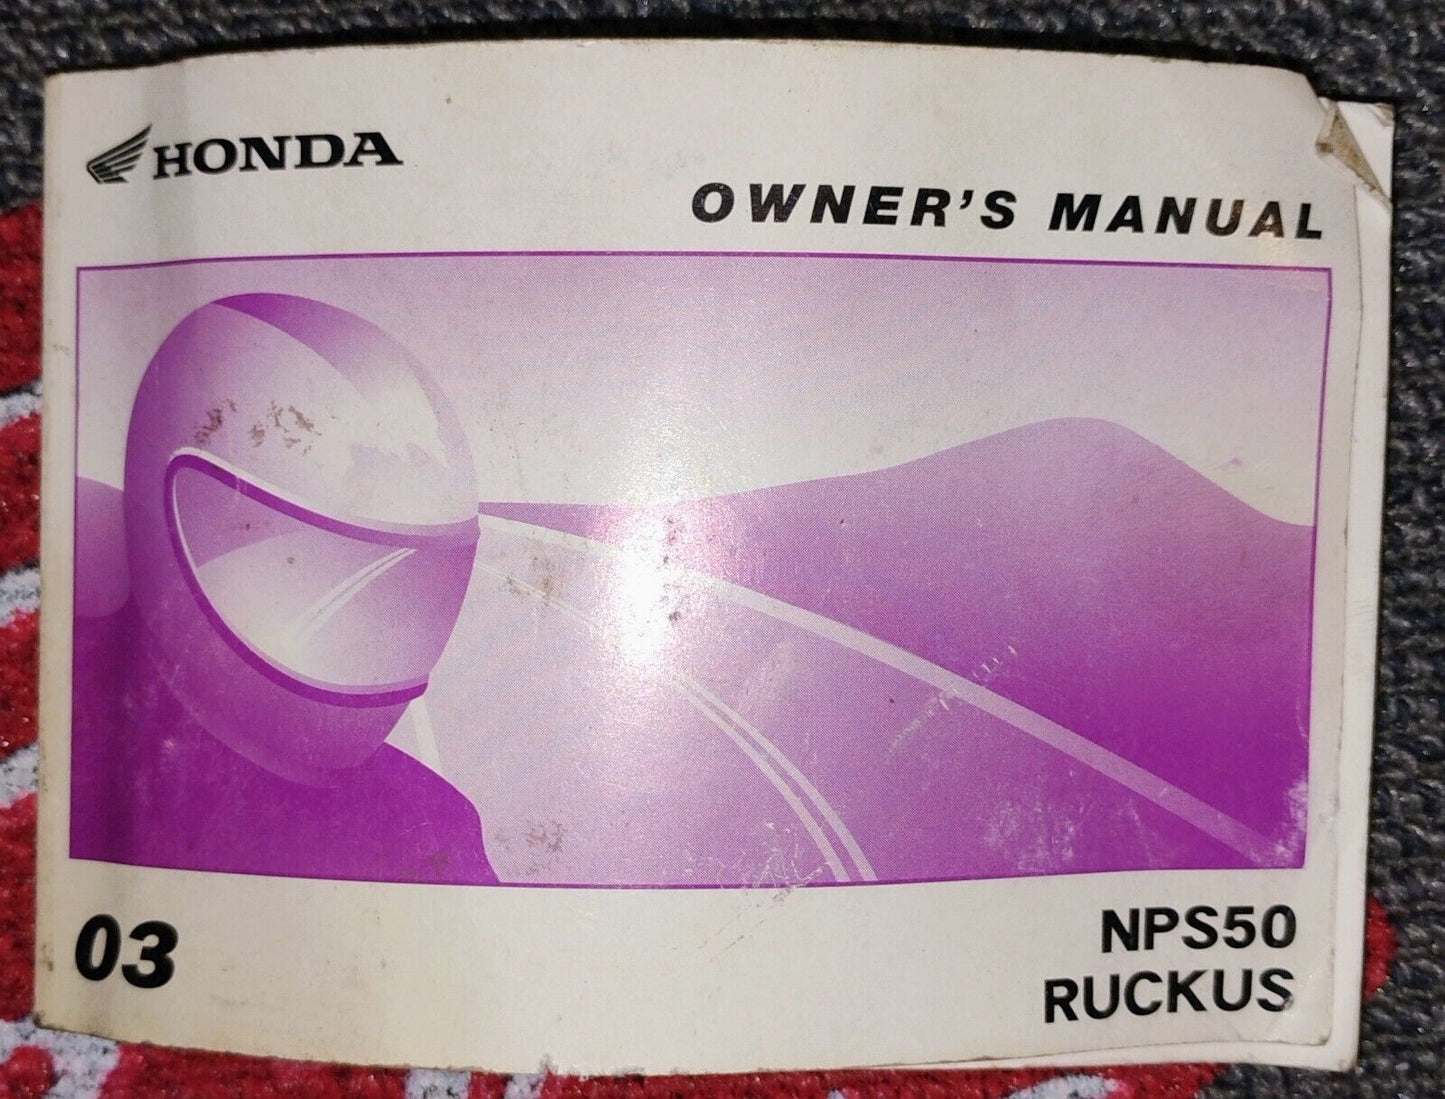 HONDA
OWNER'S MANUAL
03
NPS50
RUCKUS